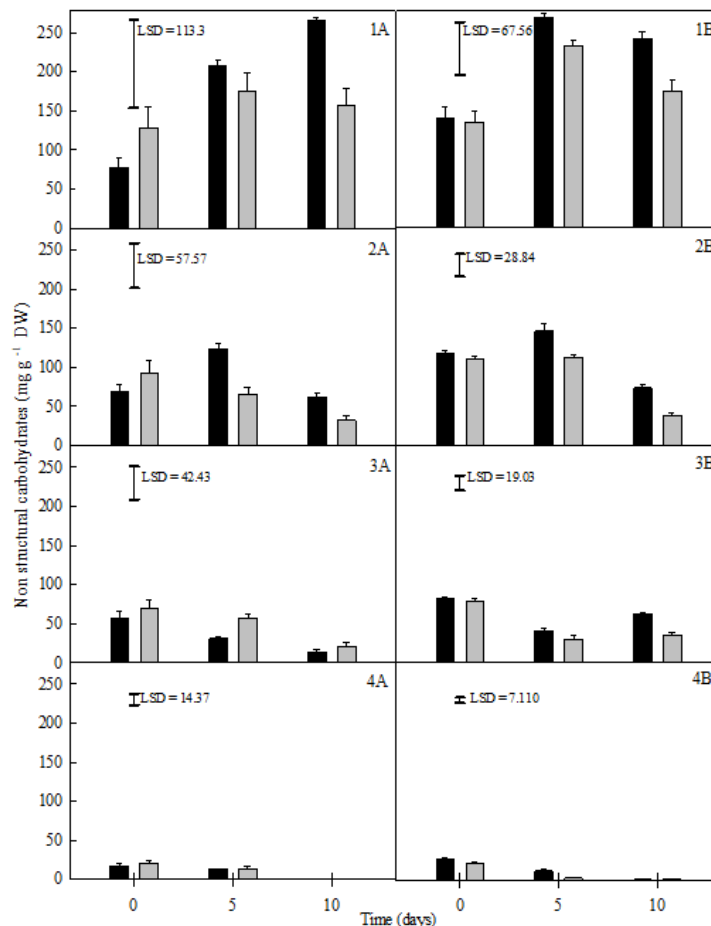 Non structural carbohydrates (mg g⁻¹ DW)
250
200
150
100
50
0
LSD = 113.3
1A
LSD = 67.56
1B
250
200
150
100
50
0
LSD = 57.57
2A
LSD = 28.84
2B
250
200
150
100
50
0
LSD = 42.43
3A
LSD = 19.03
3B
250
200
150
100
50
0
LSD = 14.37
4A
LSD = 7.110
4B
0
5
10
0
5
10
Time (days)